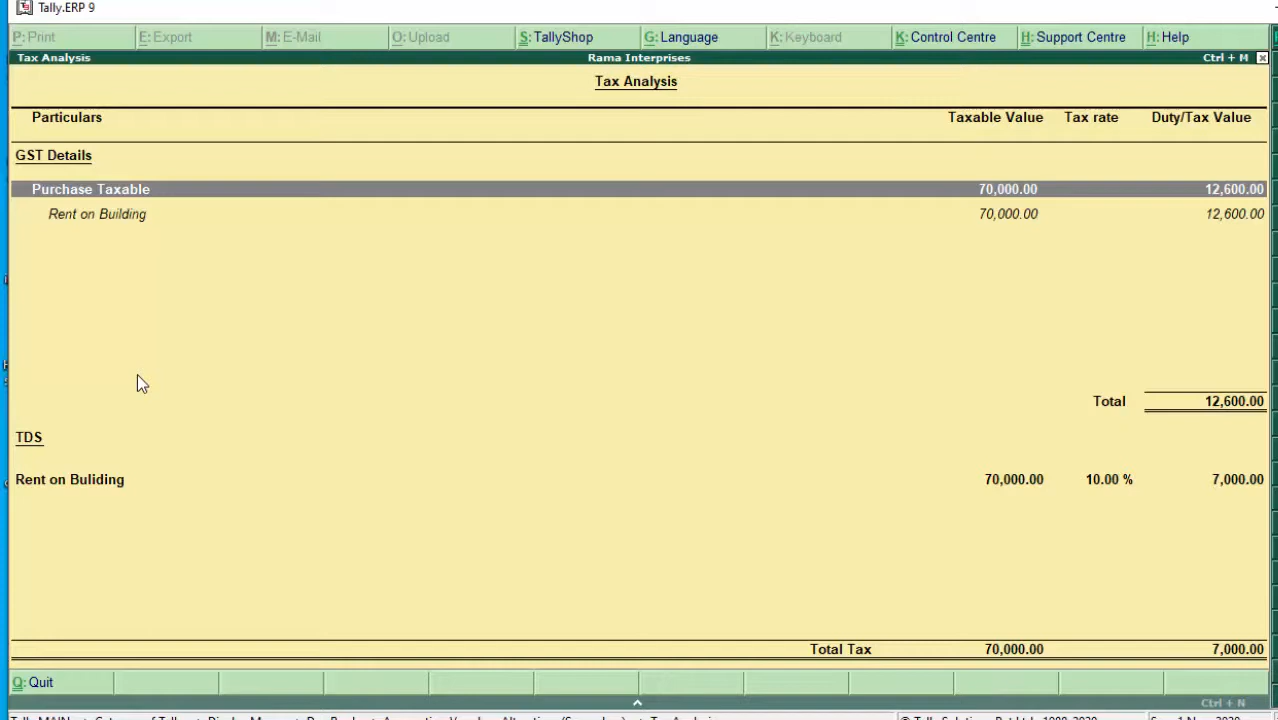 Tally.ERP 9
P: Print E: Export M: E-Mail O: Upload S: TallyShop G: Language K: Keyboard K: Control Centre H: Support Centre H: Help
Tax Analysis Rama Interprises Ctrl + M
Tax Analysis
Particulars Taxable Value Tax rate Duty/Tax Value
GST Details
Purchase Taxable 70,000.00 12,600.00
Rent on Building 70,000.00 12,600.00
Total 12,600.00
TDS
Rent on Buliding 70,000.00 10.00 % 7,000.00
Total Tax 70,000.00 7,000.00
Q: Quit
Ctrl + N